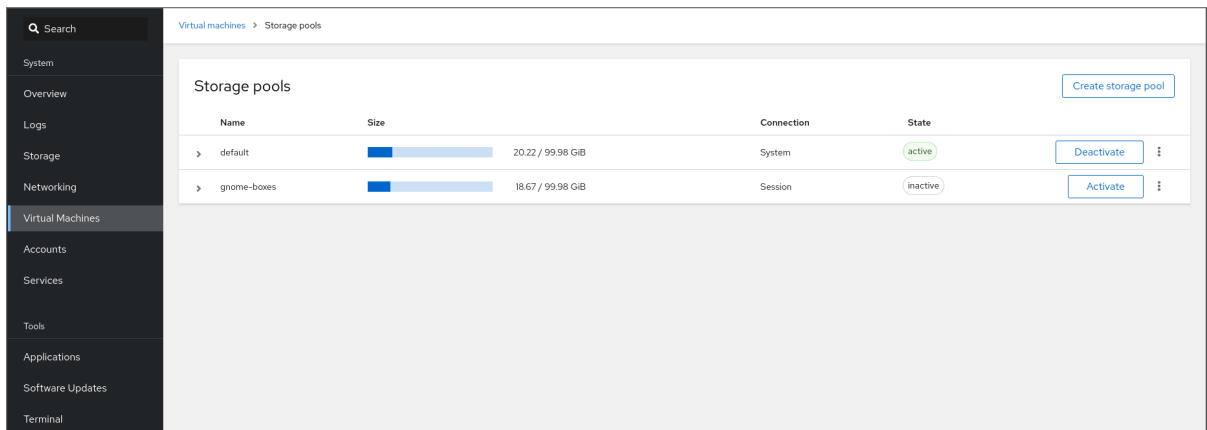 Search
System
Overview
Logs
Storage
Networking
Virtual Machines
Accounts
Services
Tools
Applications
Software Updates
Terminal
Virtual machines > Storage pools
Storage pools
Create storage pool
Name Size Connection State
default 20.22 / 99.98 GiB System active Deactivate
gnome-boxes 18.67 / 99.98 GiB Session inactive Activate